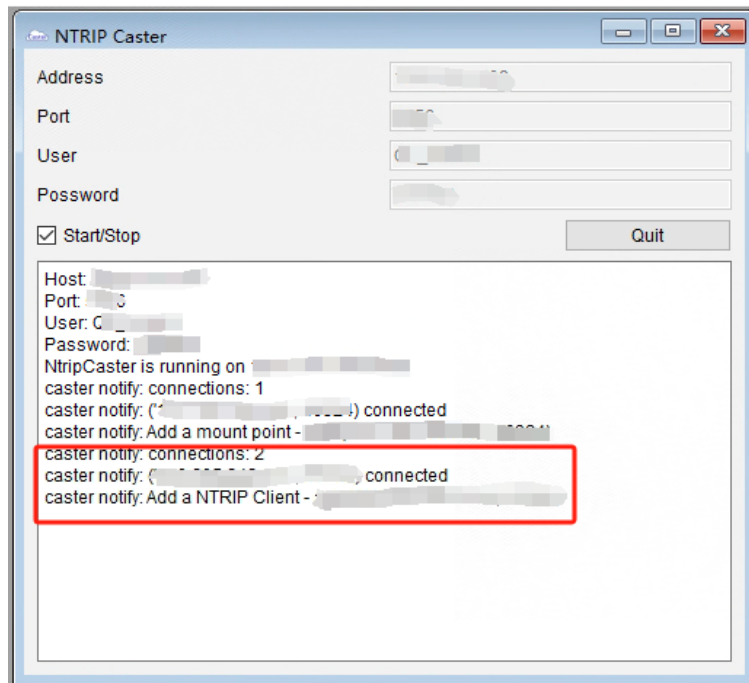 NTRIP Caster
Address
Port
User
Possword
Start/Stop
Quit
Host:
Port:
User:
Password:
NtripCaster is running on
caster notify: connections: 1
caster notify: (' ) connected
caster notify: Add a mount point -
caster notify: connections: 2
caster notify: ( connected
caster notify: Add a NTRIP Client -